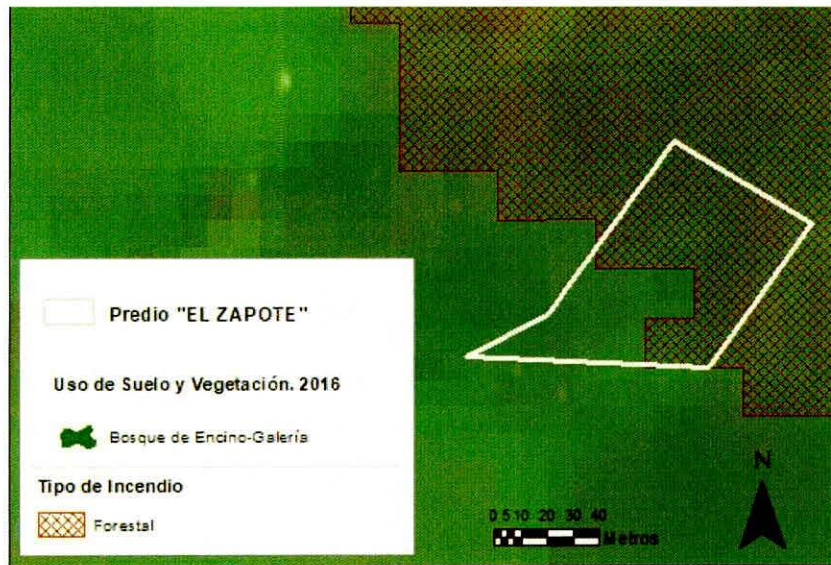 Predio "EL ZAPOTE"
Uso de Suelo y Vegetación. 2016
Bosque de Encino-Galería
Tipo de Incendio
Forestal
N
0 5 10 20 30 40
Metros